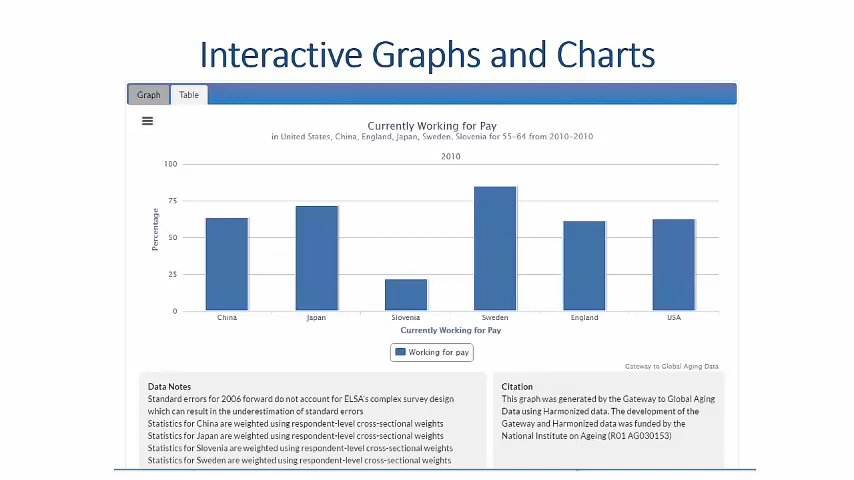 Interactive Graphs and Charts
Graph Table
Currently Working for Pay
in United States, China, England, Japan, Sweden, Slovenia for 55-64 from 2010-2010
2010
100
75
50
25
0
Percentage
China Japan Slovenia Sweden England USA
Currently Working for Pay
Working for pay
Gateway to Global Aging Data
Data Notes
Standard errors for 2006 forward do not account for ELSA's complex survey design
which can result in the underestimation of standard errors
Statistics for China are weighted using respondent-level cross-sectional weights
Statistics for Japan are weighted using respondent-level cross-sectional weights
Statistics for Slovenia are weighted using respondent-level cross-sectional weights
Statistics for Sweden are weighted using respondent-level cross-sectional weights
Citation
This graph was generated by the Gateway to Global Aging
Data using Harmonized data. The development of the
Gateway and Harmonized data was funded by the
National Institute on Ageing (R01 AG030153)